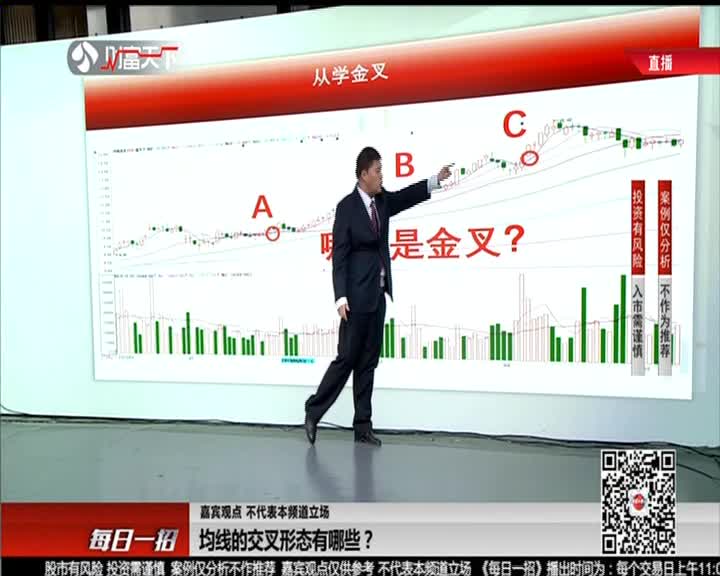 财富天下
从学金叉
直播
A
B
C
是金叉?
投资有风险
入市需谨慎
案例仅分析
不作为推荐
嘉宾观点 不代表本频道立场
每日一招
均线的交叉形态有哪些？
股市有风险 投资需谨慎 案例仅分析不作推荐 嘉宾观点仅供参考 不代表本频道立场 《每日一招》播出时间为：每个交易日上午11:0